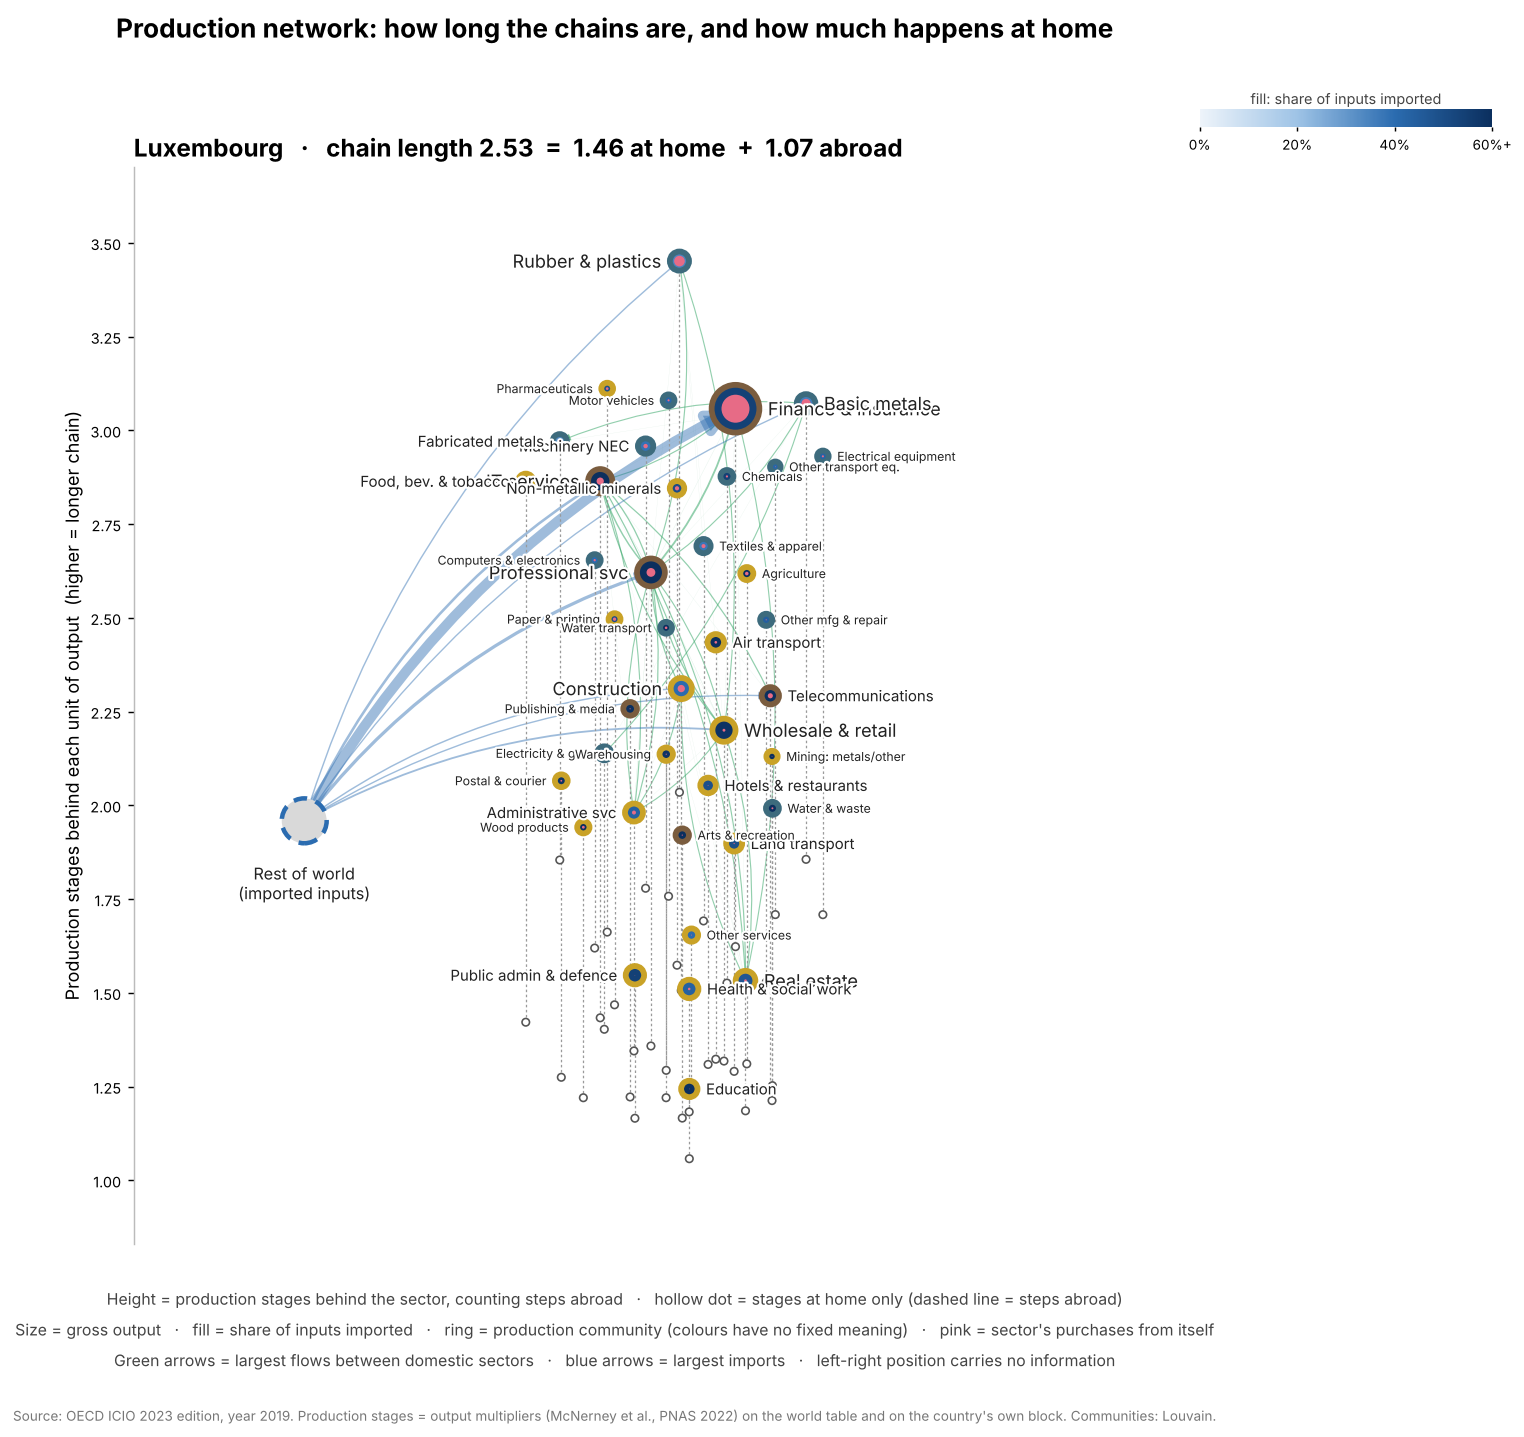 Production network: how long the chains are, and how much happens at home
fill: share of inputs imported
0%
20%
40%
60%+
Luxembourg · chain length 2.53 = 1.46 at home + 1.07 abroad
Production stages behind each unit of output (higher = longer chain)
3.50
3.25
3.00
2.75
2.50
2.25
2.00
1.75
1.50
1.25
1.00
Rubber & plastics
Pharmaceuticals
Motor vehicles
Basic metals
Finance & insurance
Fabricated metals
Machinery NEC
Electrical equipment
Other transport eq.
Chemicals
Food, bev. & tobacco
IT services
Non-metallic minerals
Textiles & apparel
Computers & electronics
Professional svc
Agriculture
Paper & printing
Water transport
Other mfg & repair
Air transport
Construction
Telecommunications
Publishing & media
Wholesale & retail
Electricity & g
Warehousing
Mining: metals/other
Postal & courier
Hotels & restaurants
Administrative svc
Water & waste
Wood products
Arts & recreation
Land transport
Rest of world
(imported inputs)
Other services
Public admin & defence
Real estate
Health & social work
Education
Height = production stages behind the sector, counting steps abroad · hollow dot = stages at home only (dashed line = steps abroad)
Size = gross output · fill = share of inputs imported · ring = production community (colours have no fixed meaning) · pink = sector's purchases from itself
Green arrows = largest flows between domestic sectors · blue arrows = largest imports · left-right position carries no information
Source: OECD ICIO 2023 edition, year 2019. Production stages = output multipliers (McNerney et al., PNAS 2022) on the world table and on the country's own block. Communities: Louvain.